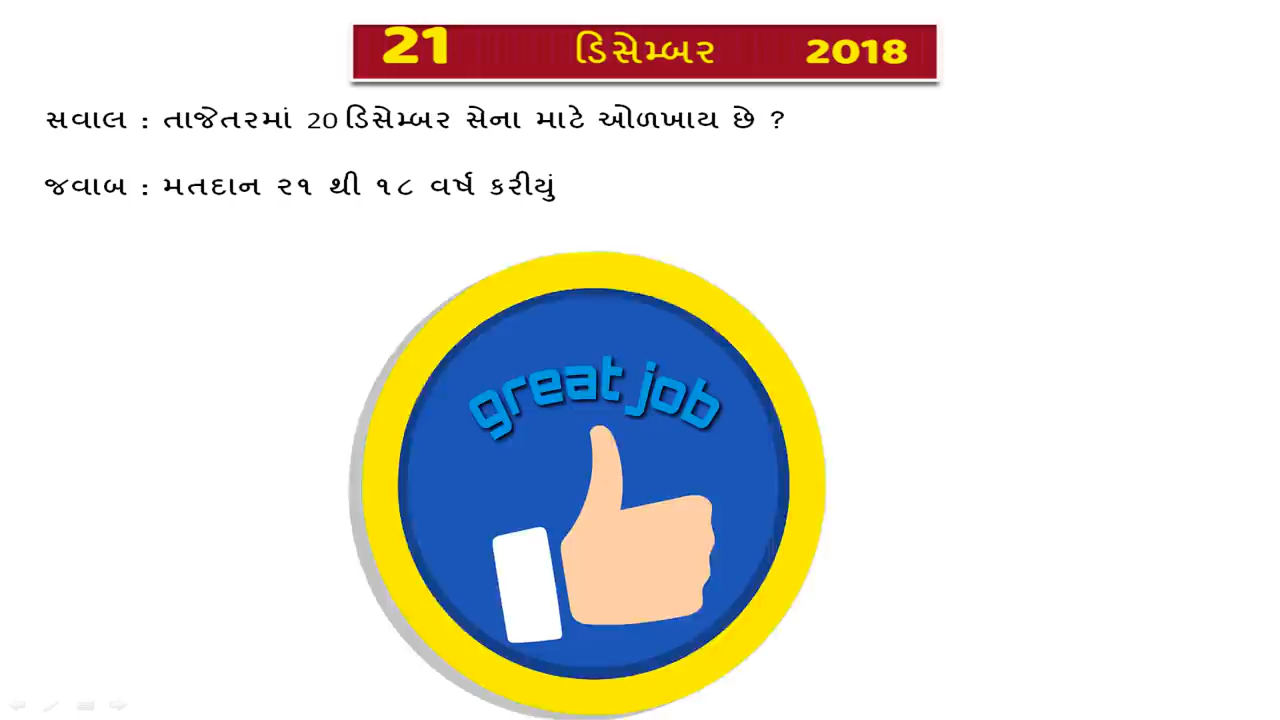 21 ડિસેમ્બર 2018
સવાલ : તાજેતરમાં 20 ડિસેમ્બર સેના માટે ઓળખાય છે ?
જવાબ : મતદાન ૨૧ થી ૧૮ વર્ષ કરીયું
great job